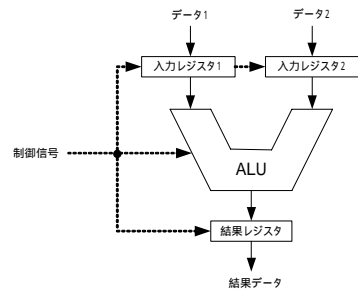 データ1
データ2
入力レジスタ1
入力レジスタ2
制御信号
ALU
結果レジスタ
結果データ